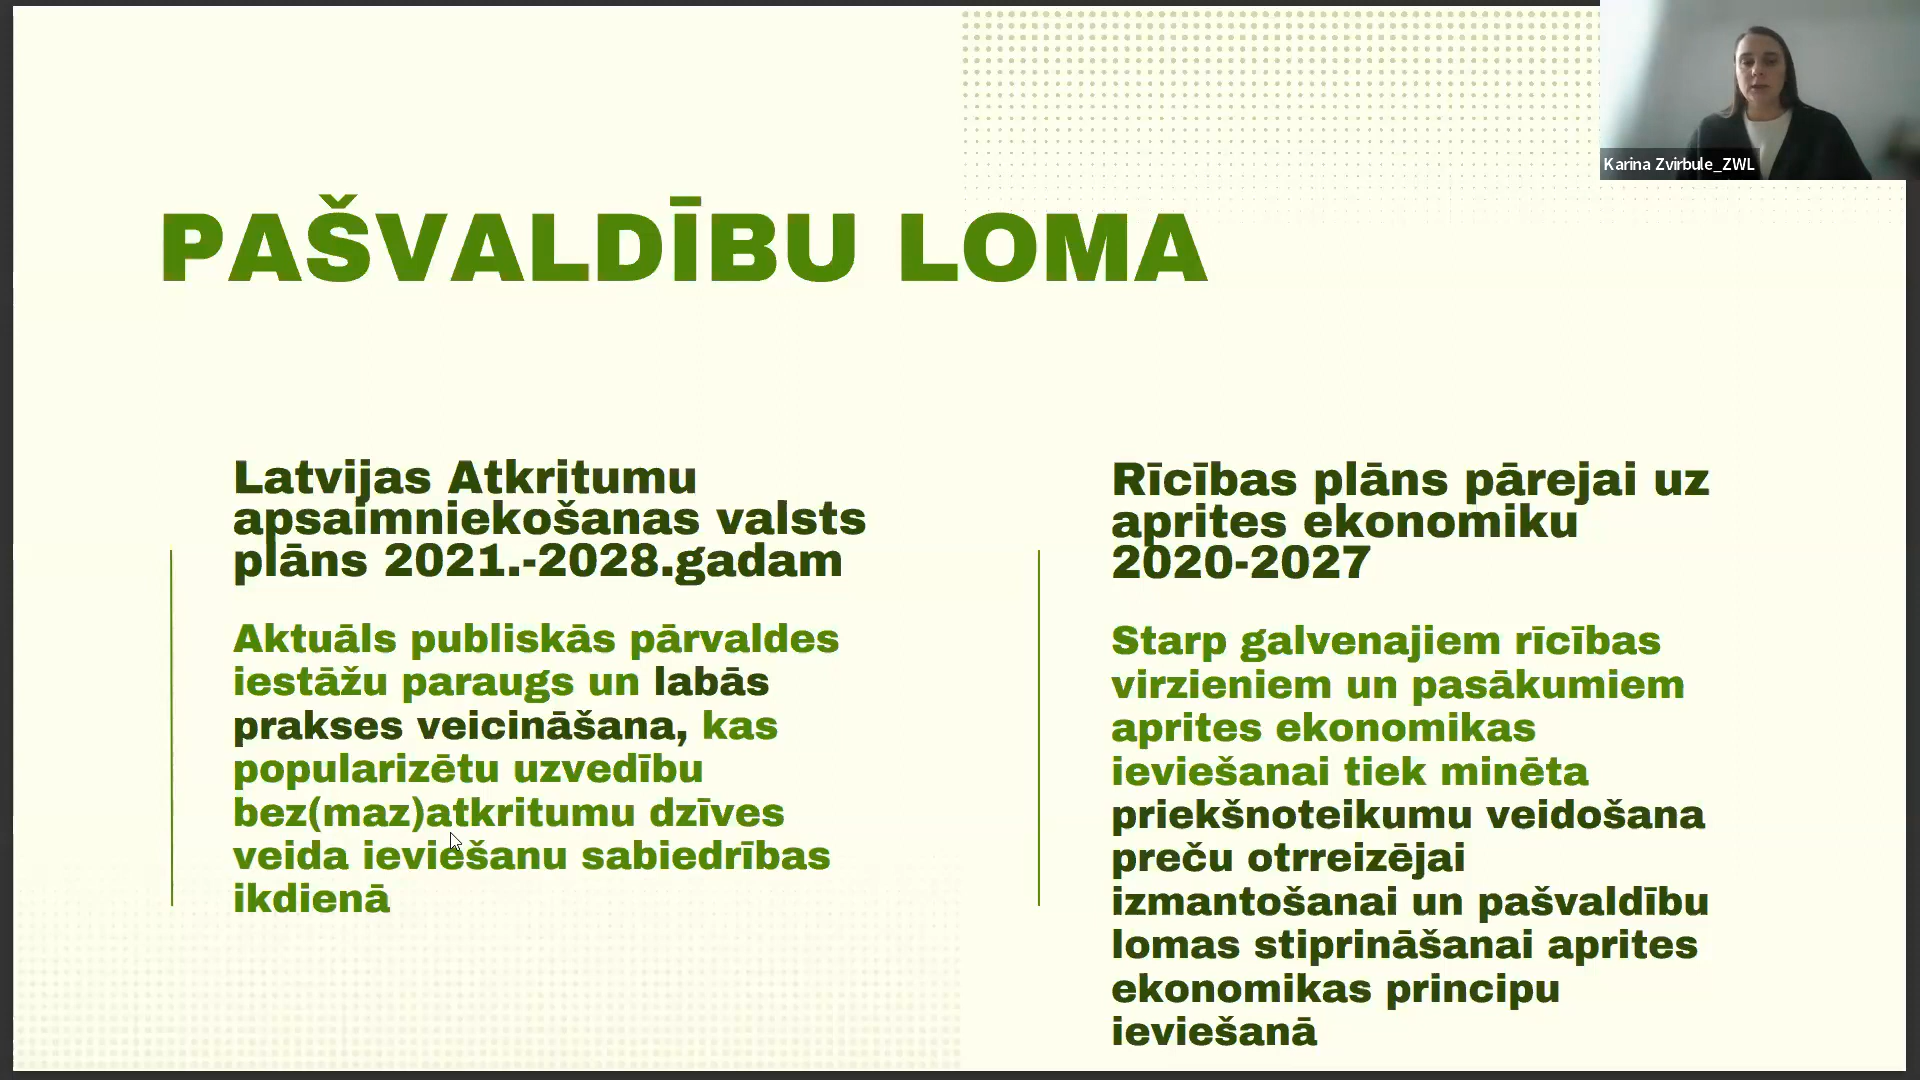 Karina Zvirbule_ZWL
PAŠVALDĪBU LOMA
Latvijas Atkritumu
apsaimniekošanas valsts
plāns 2021.-2028.gadam
Aktuāls publiskās pārvaldes
iestāžu paraugs un labās
prakses veicināšana, kas
popularizētu uzvedību
bez(maz)atkritumu dzīves
veida ieviešanu sabiedrības
ikdienā
Rīcības plāns pārejai uz
aprites ekonomiku
2020-2027
Starp galvenajiem rīcības
virzieniem un pasākumiem
aprites ekonomikas
ieviešanai tiek minēta
priekšnoteikumu veidošana
preču otrreizējai
izmantošanai un pašvaldību
lomas stiprināšanai aprites
ekonomikas principu
ieviešanā